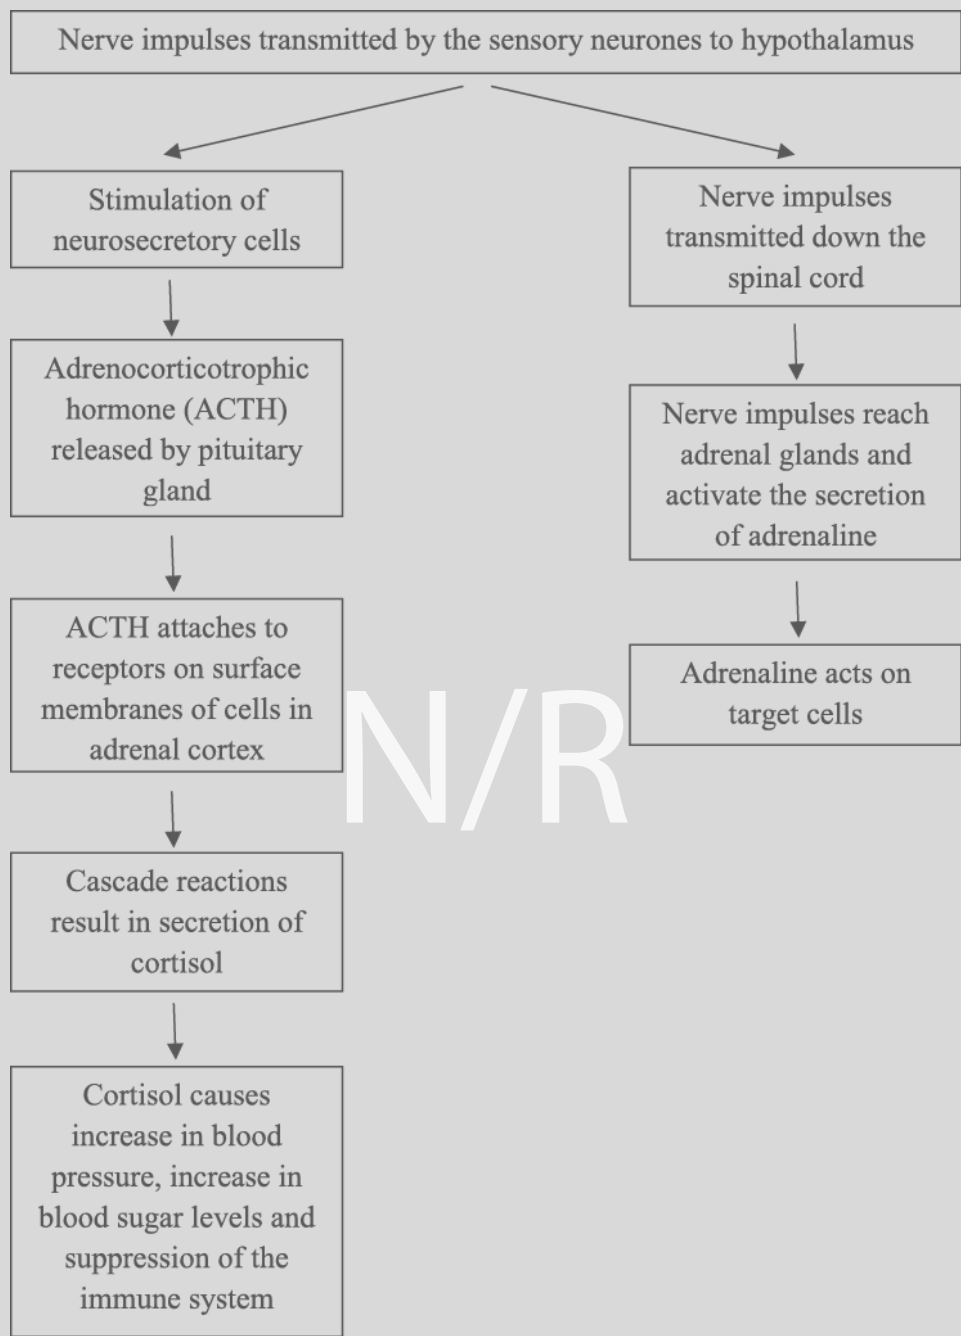 Nerve impulses transmitted by the sensory neurones to hypothalamus
Stimulation of
neurosecretory cells
Adrenocorticotrophic
hormone (ACTH)
released by pituitary
gland
ACTH attaches to
receptors on surface
membranes of cells in
adrenal cortex
Cascade reactions
result in secretion of
cortisol
Cortisol causes
increase in blood
pressure, increase in
blood sugar levels and
suppression of the
immune system
Nerve impulses
transmitted down the
spinal cord
Nerve impulses reach
adrenal glands and
activate the secretion
of adrenaline
Adrenaline acts on
target cells
N/R